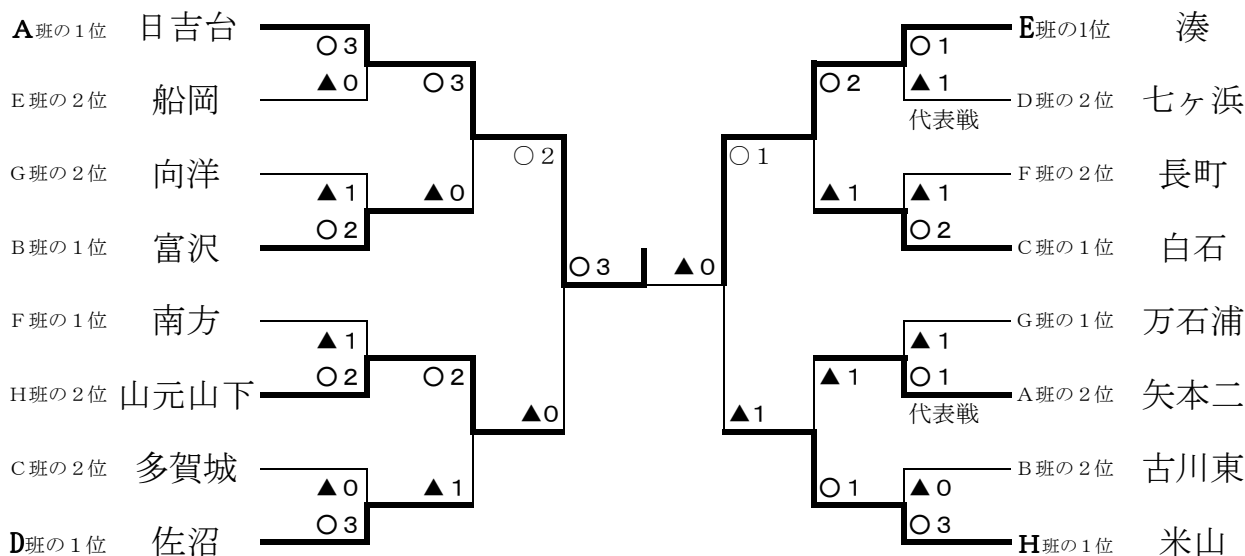 A班の１位 日吉台
○3
▲0
E班の２位 船岡
○3
G班の２位 向洋
▲1
○2
B班の１位 富沢
▲0
○2
F班の１位 南方
▲1
○2
H班の２位 山元山下
○2
C班の２位 多賀城
▲0
○3
D班の１位 佐沼
▲1
▲0
○3
▲0
E班の1位 湊
○1
▲1
D班の２位 七ヶ浜
代表戦
○2
F班の２位 長町
▲1
○2
C班の１位 白石
▲1
○1
G班の１位 万石浦
▲1
○1
A班の２位 矢本二
代表戦
▲1
B班の２位 古川東
▲0
○3
H班の１位 米山
○1
▲1